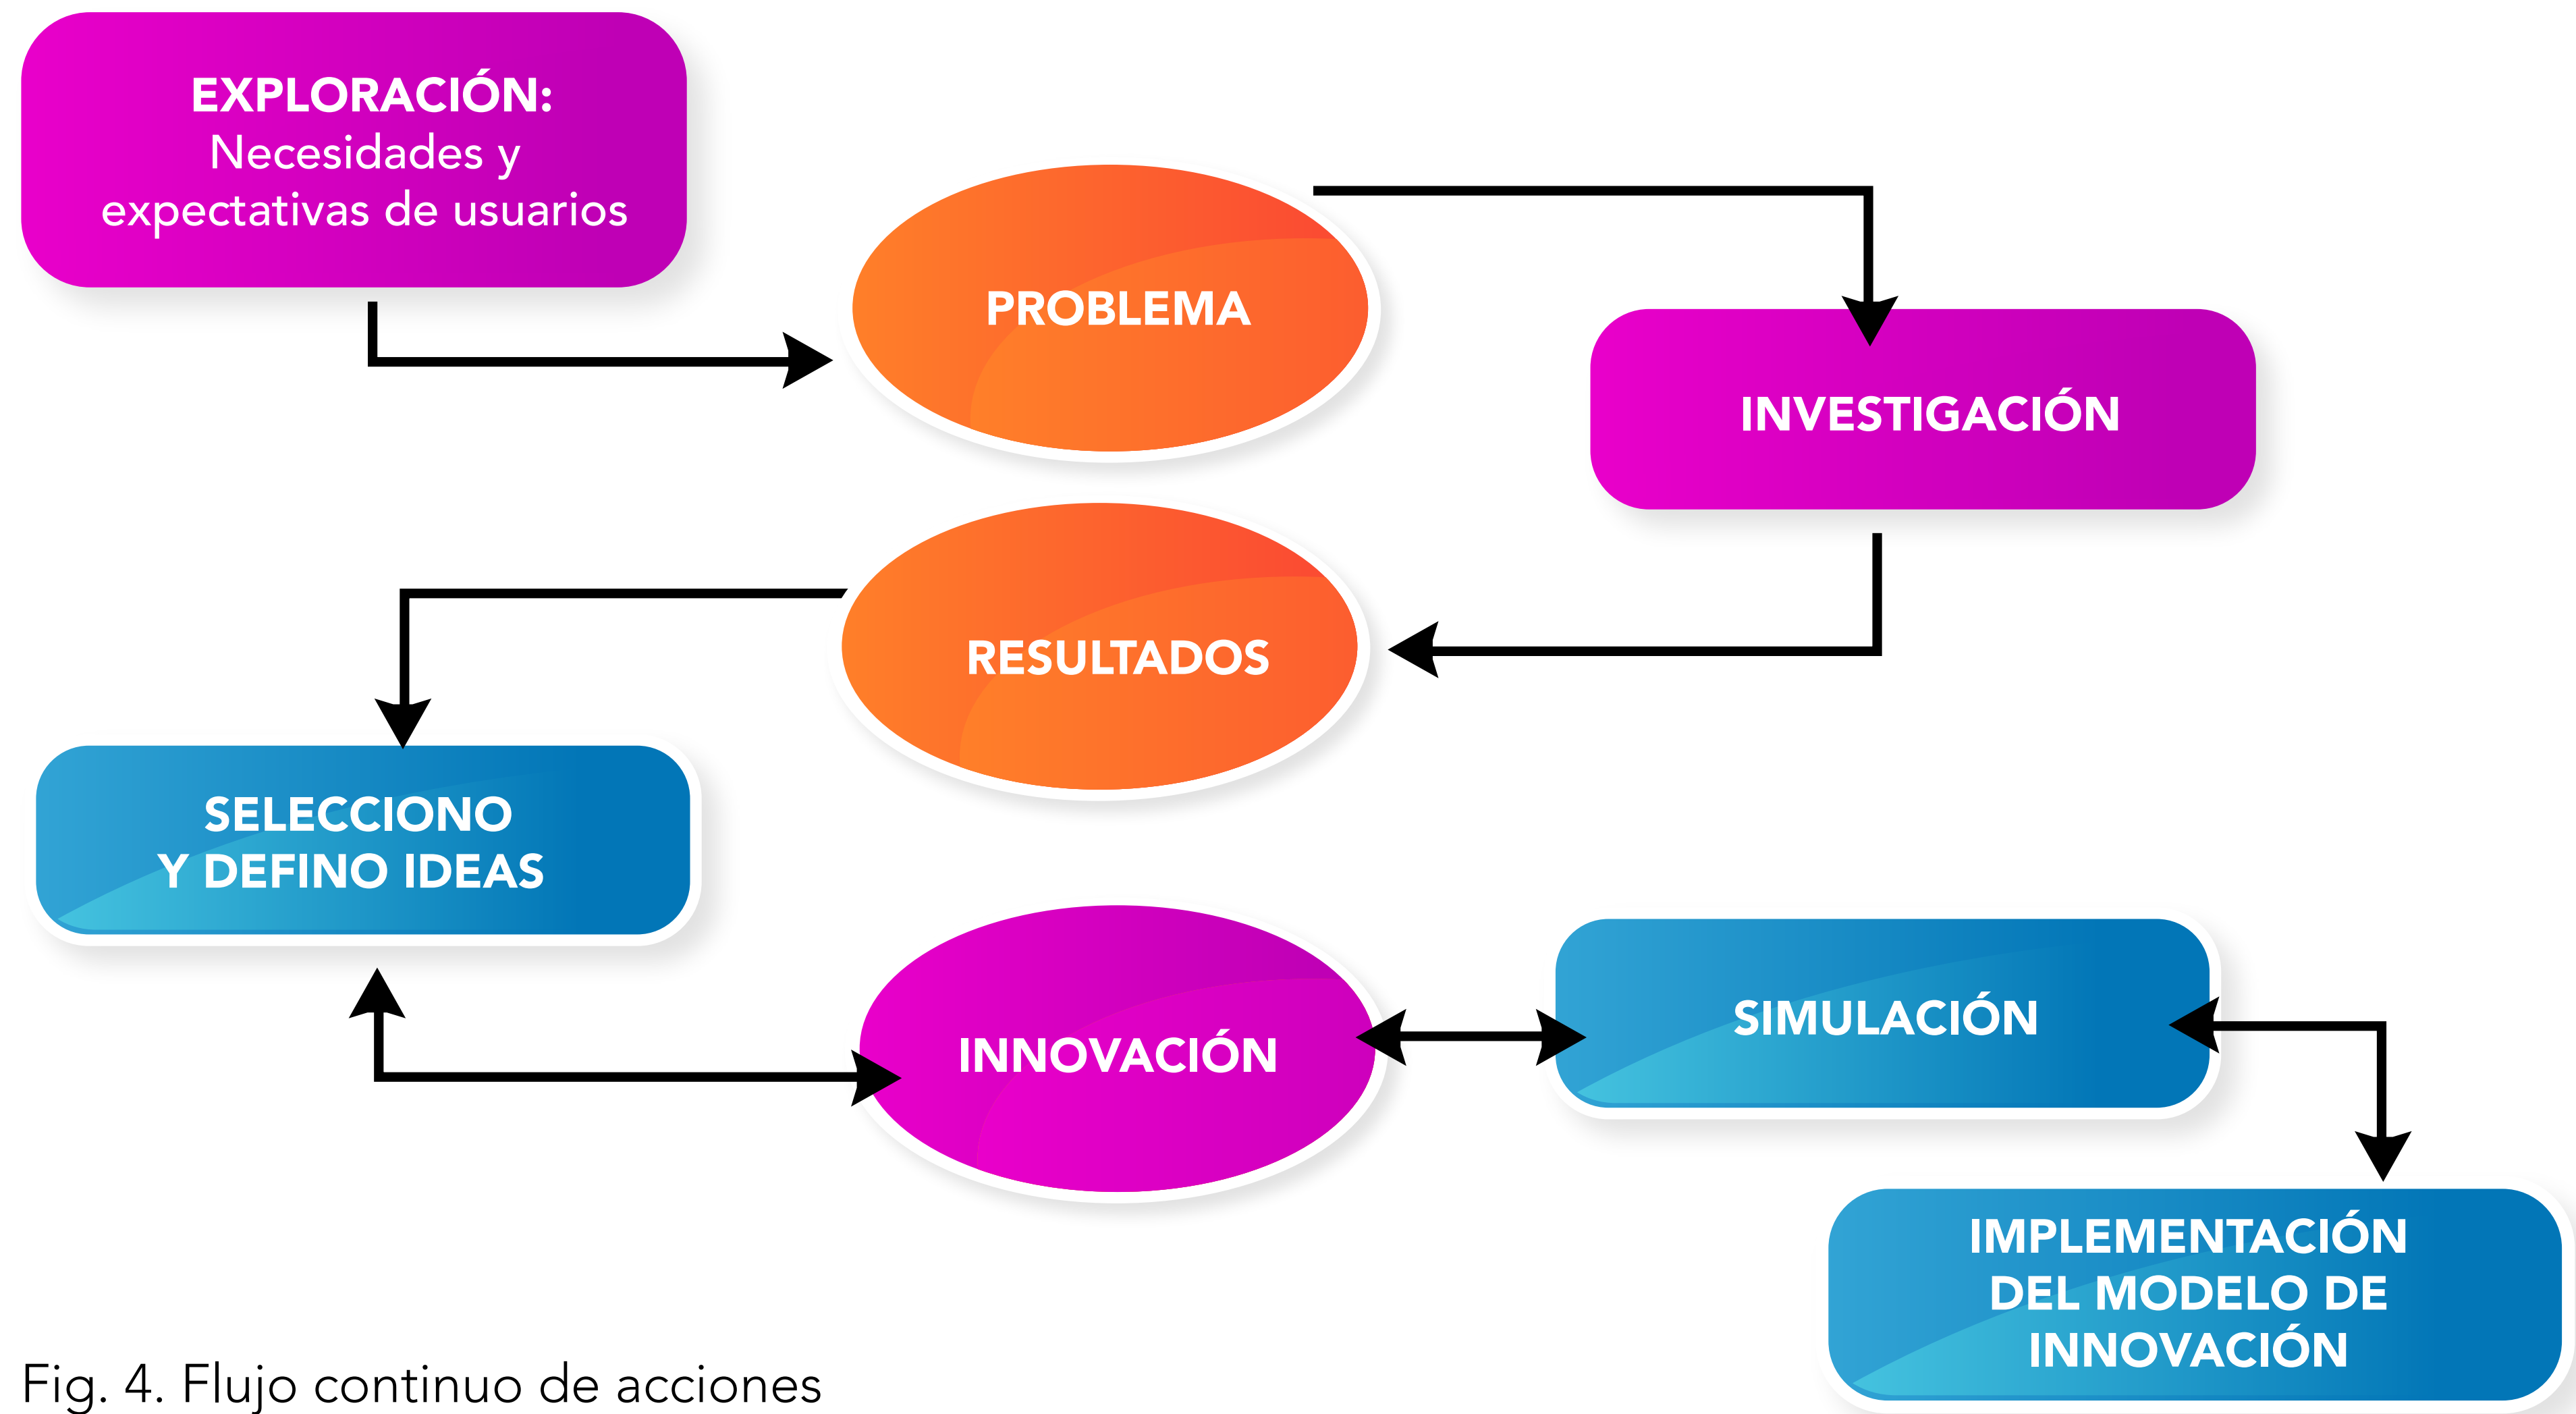 EXPLORACIÓN:
Necesidades y
expectativas de usuarios
PROBLEMA
INVESTIGACIÓN
RESULTADOS
SELECCIONO
Y DEFINO IDEAS
INNOVACIÓN
SIMULACIÓN
IMPLEMENTACIÓN
DEL MODELO DE
INNOVACIÓN
Fig. 4. Flujo continuo de acciones